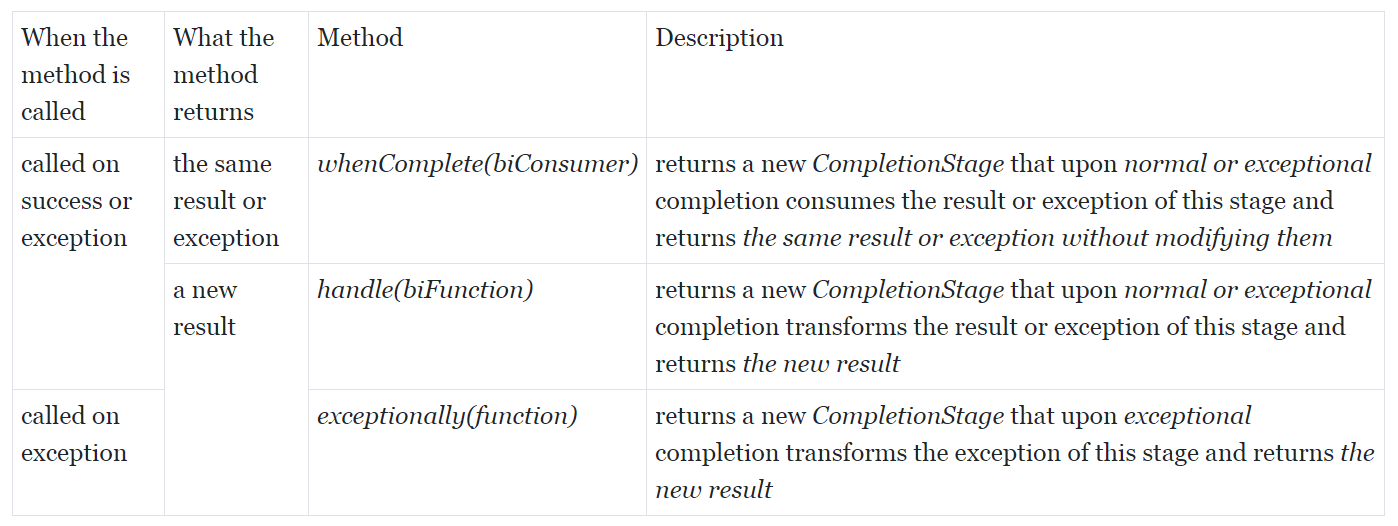 When the
method is
called
What the
method
returns
Method
Description
called on
success or
exception
the same
result or
exception
whenComplete(biConsumer)
returns a new CompletionStage that upon normal or exceptional
completion consumes the result or exception of this stage and
returns the same result or exception without modifying them
a new
result
handle(biFunction)
returns a new CompletionStage that upon normal or exceptional
completion transforms the result or exception of this stage and
returns the new result
called on
exception
exceptionally(function)
returns a new CompletionStage that upon exceptional
completion transforms the exception of this stage and returns the
new result